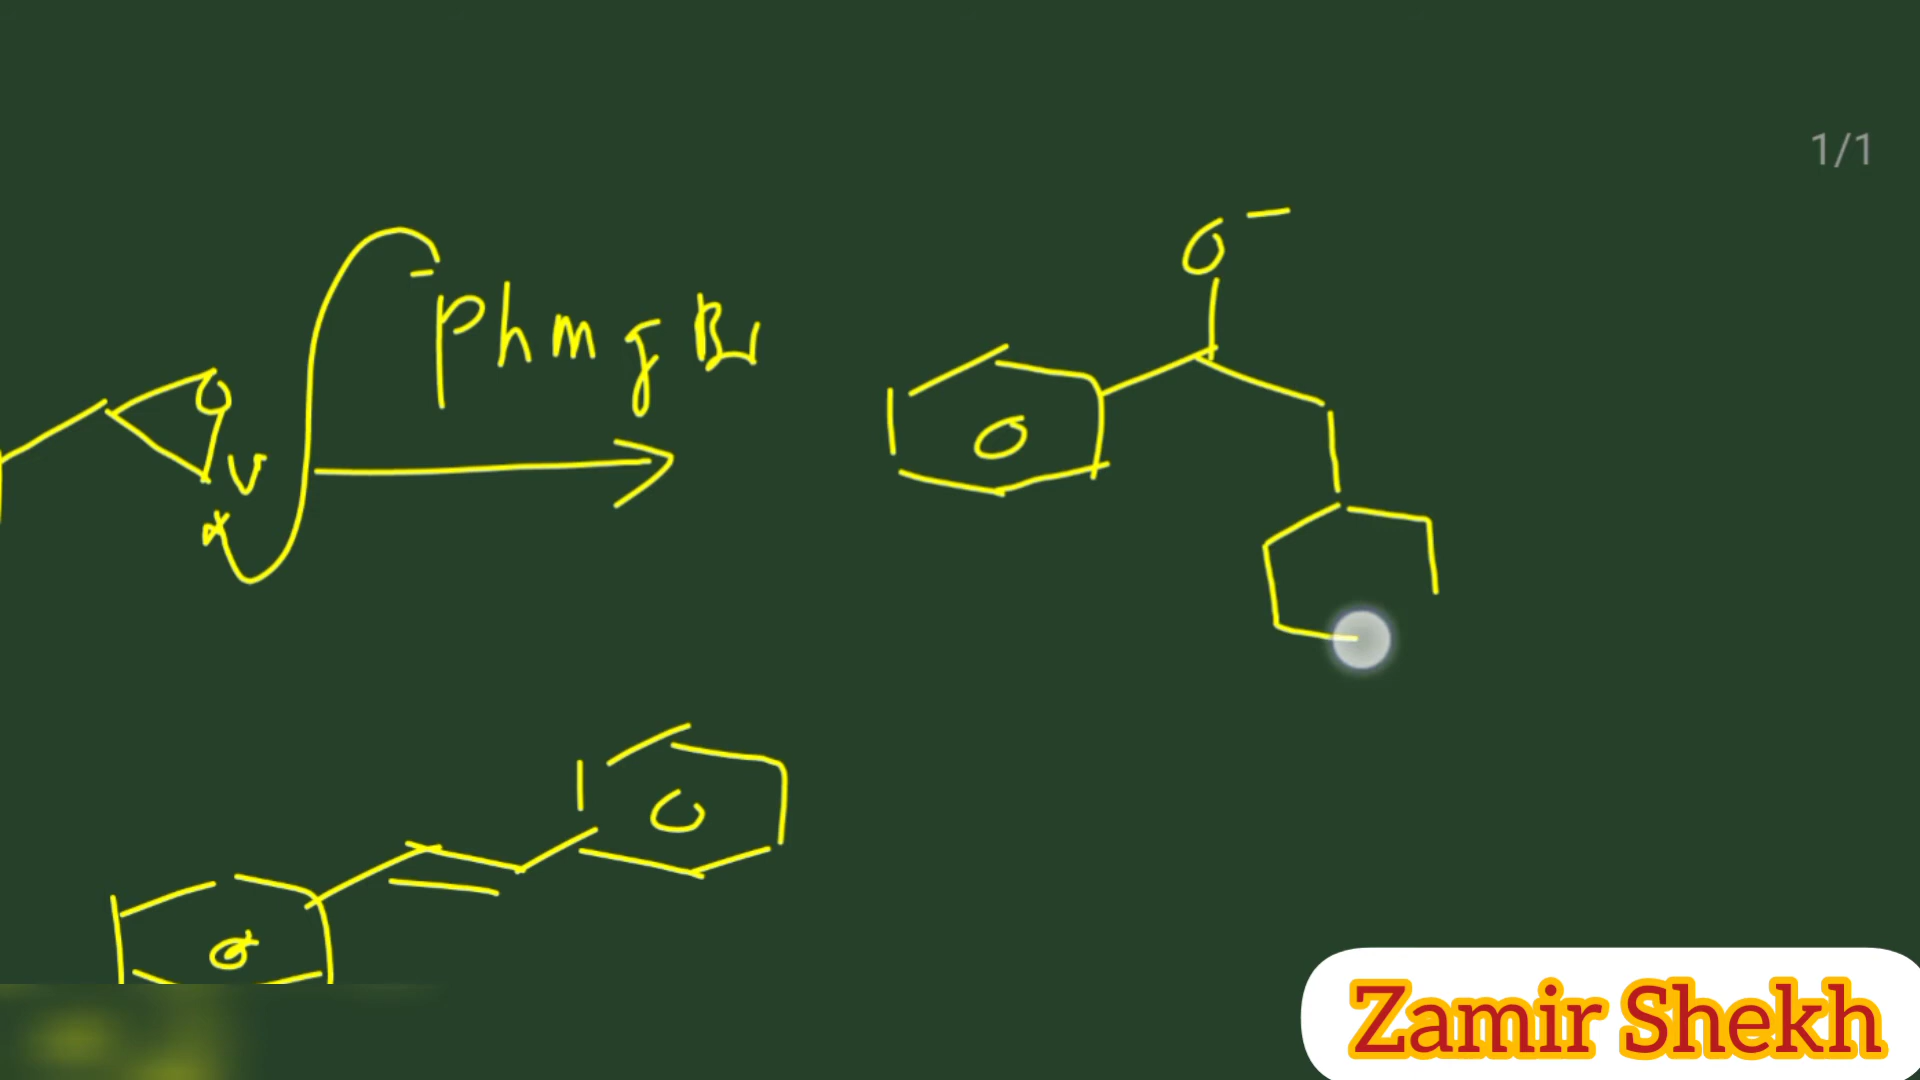 1/1
O
-
PhMgBr
O
Zamir Shekh